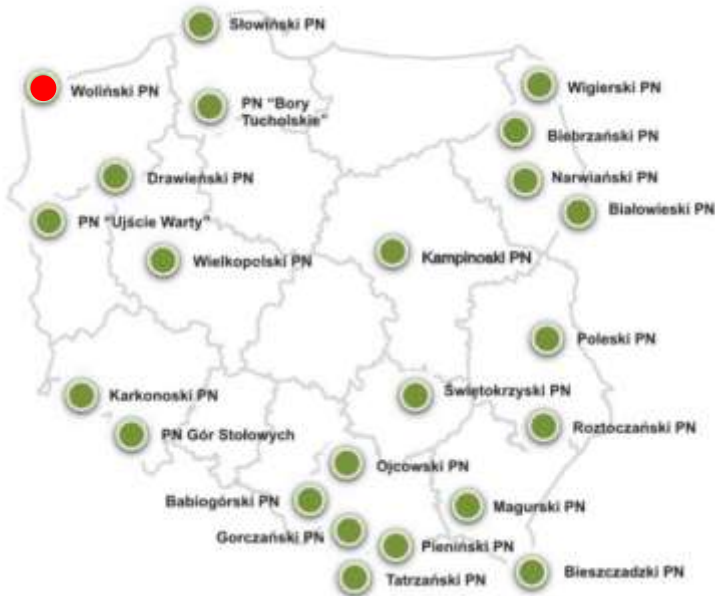 Słowiński PN
Woliński PN
Wigierski PN
PN "Bory
Tucholskie"
Biebrzański PN
Drawieński PN
Narwiański PN
Białowieski PN
PN "Ujście Warty"
Wielkopolski PN
Kampinoski PN
Poleski PN
Karkonoski PN
Świętokrzyski PN
PN Gór Stołowych
Roztoczański PN
Ojcowski PN
Babiogórski PN
Magurski PN
Gorczański PN
Pieniński PN
Tatrzański PN
Bieszczadzki PN